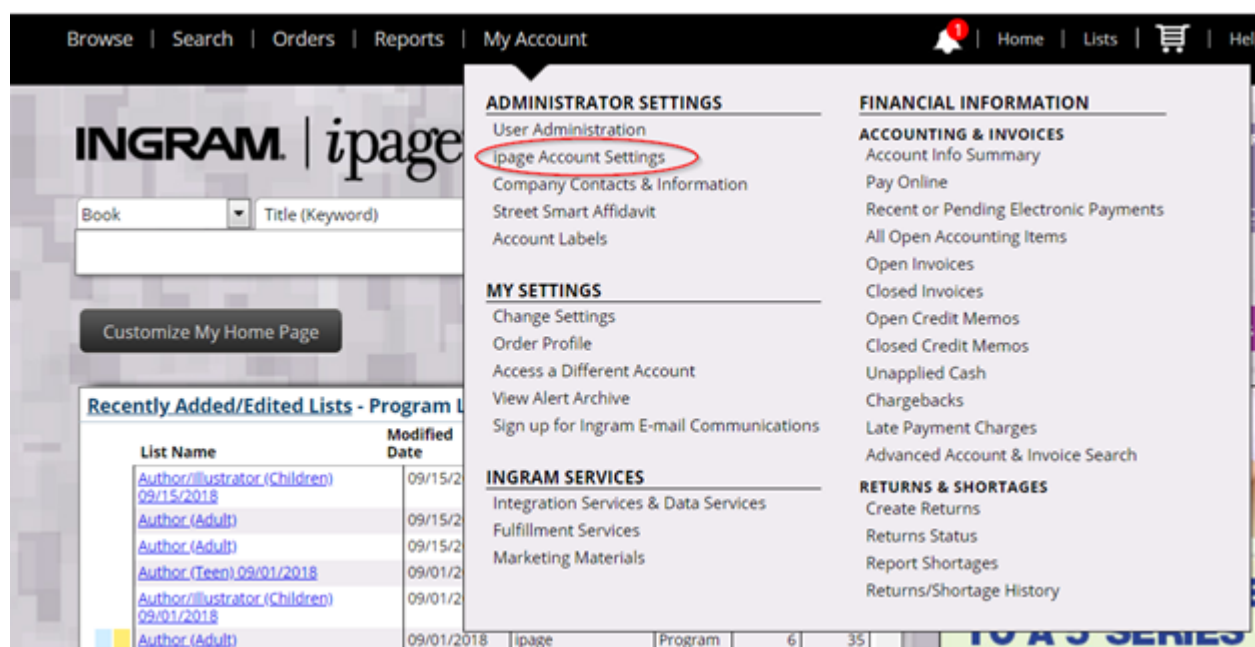 Browse | Search | Orders | Reports | My Account
1 | Home | Lists | |
ADMINISTRATOR SETTINGS
User Administration
ipage Account Settings
Company Contacts & Information
Street Smart Affidavit
Account Labels
MY SETTINGS
Change Settings
Order Profile
Access a Different Account
View Alert Archive
Sign up for Ingram E-mail Communications
INGRAM SERVICES
Integration Services & Data Services
Fulfillment Services
Marketing Materials
FINANCIAL INFORMATION
ACCOUNTING & INVOICES
Account Info Summary
Pay Online
Recent or Pending Electronic Payments
All Open Accounting Items
Open Invoices
Closed Invoices
Open Credit Memos
Closed Credit Memos
Unapplied Cash
Chargebacks
Late Payment Charges
Advanced Account & Invoice Search
RETURNS & SHORTAGES
Create Returns
Returns Status
Report Shortages
Returns/Shortage History
INGRAM. | ipage
Book Title (Keyword)
Customize My Home Page
Recently Added/Edited Lists - Program
List Name Modified Date
Author/Illustrator (Children) 09/15/2018 09/15/2
Author (Adult) 09/15/2
Author (Adult) 09/15/2
Author (Teen) 09/01/2018 09/01/2
Author/Illustrator (Children) 09/01/2018 09/01/2
Author (Adult) 09/01/2018 ipage Program 6 35
TO A 5 SERIES